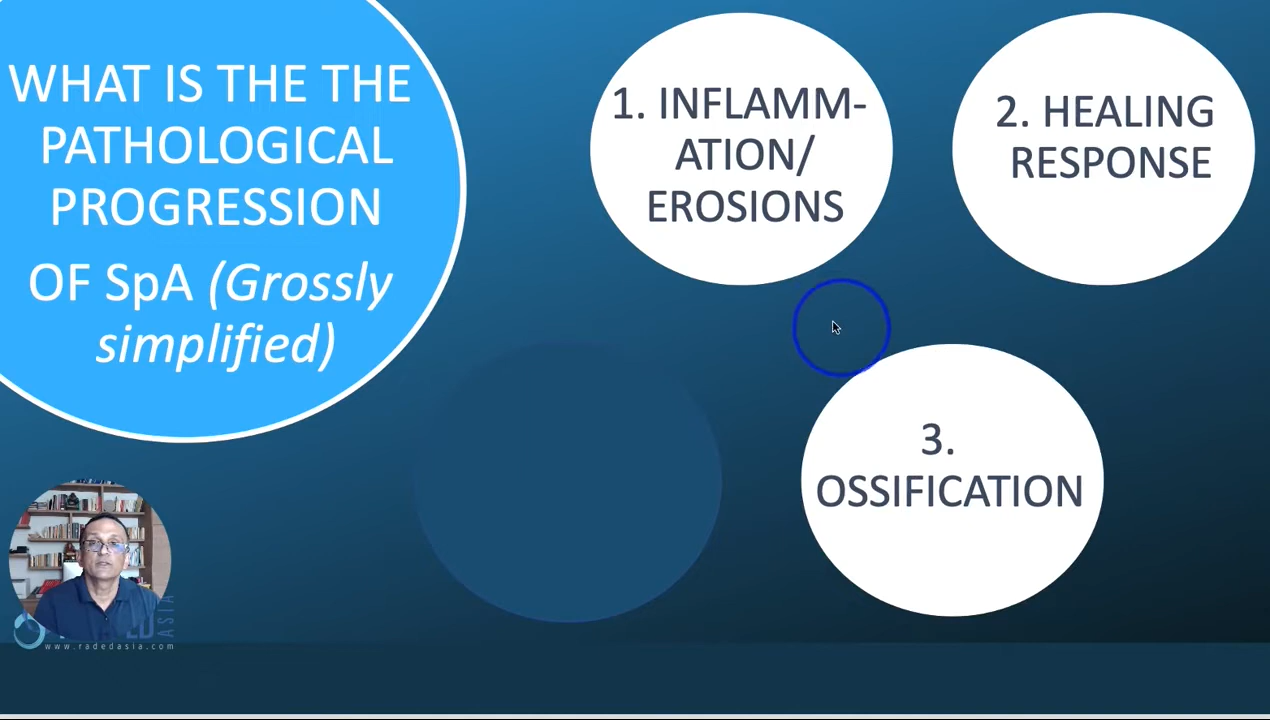 WHAT IS THE THE
PATHOLOGICAL
PROGRESSION
OF SpA (Grossly
simplified)
1. INFLAMM-
ATION/
EROSIONS
2. HEALING
RESPONSE
3.
OSSIFICATION
ASIA
www.radedasia.com